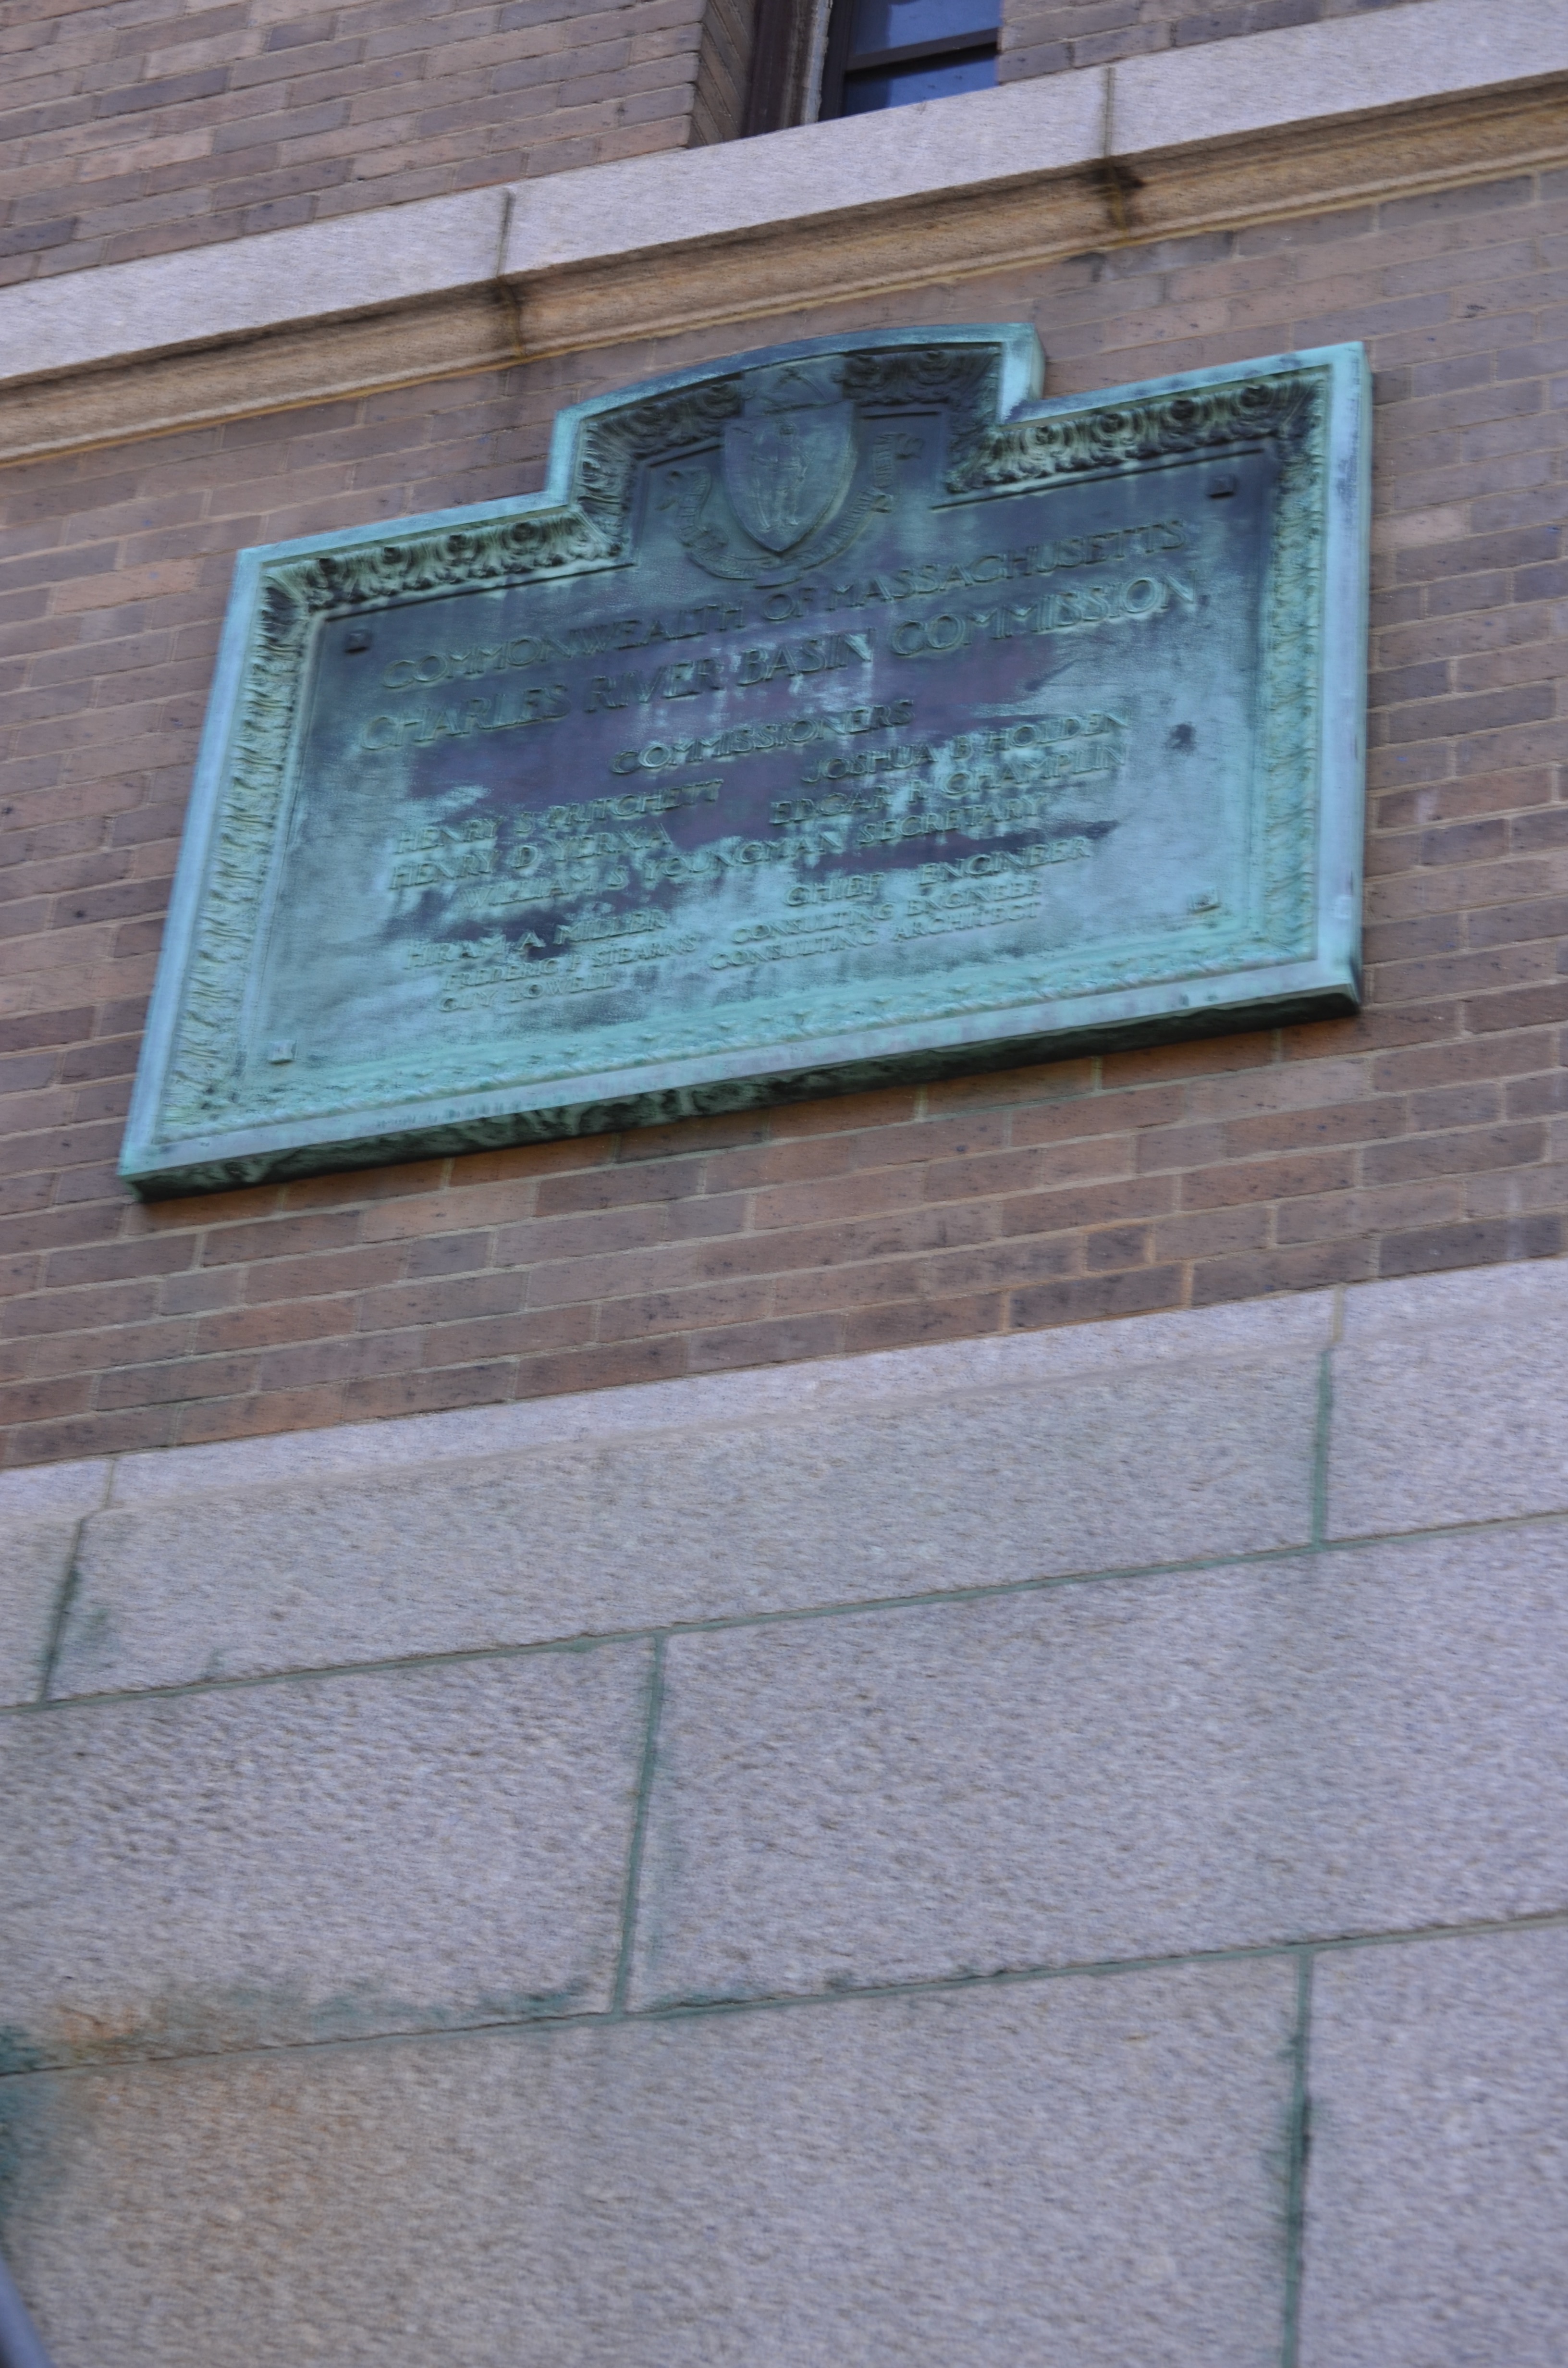 COMMONWEALTH OF MASSACHUSETTS
CHARLES RIVER BASIN COMMISSION
COMMISSIONERS
HENRY S PRITCHETT JOSHUA B HOLDEN
HENRY D YERXA EDGAR R CHAMPLIN
WILLIAM S YOUNGMAN SECRETARY
HIRAM A MILLER CHIEF ENGINEER
FREDERIC P STEARNS CONSULTING ENGINEER
GUY LOWELL CONSULTING ARCHITECT